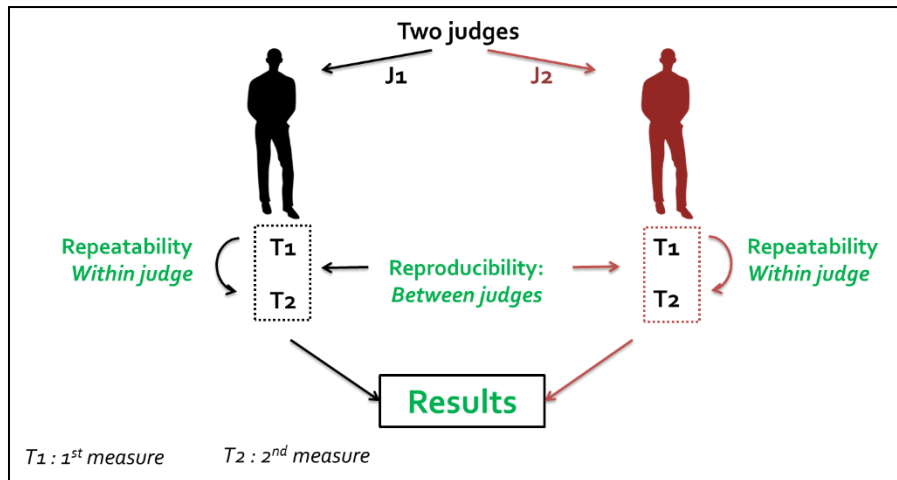 Two judges
J1
J2
Repeatability
Within judge
T1
T2
Reproducibility:
Between judges
T1
T2
Repeatability
Within judge
Results
T1 : 1st measure
T2 : 2nd measure